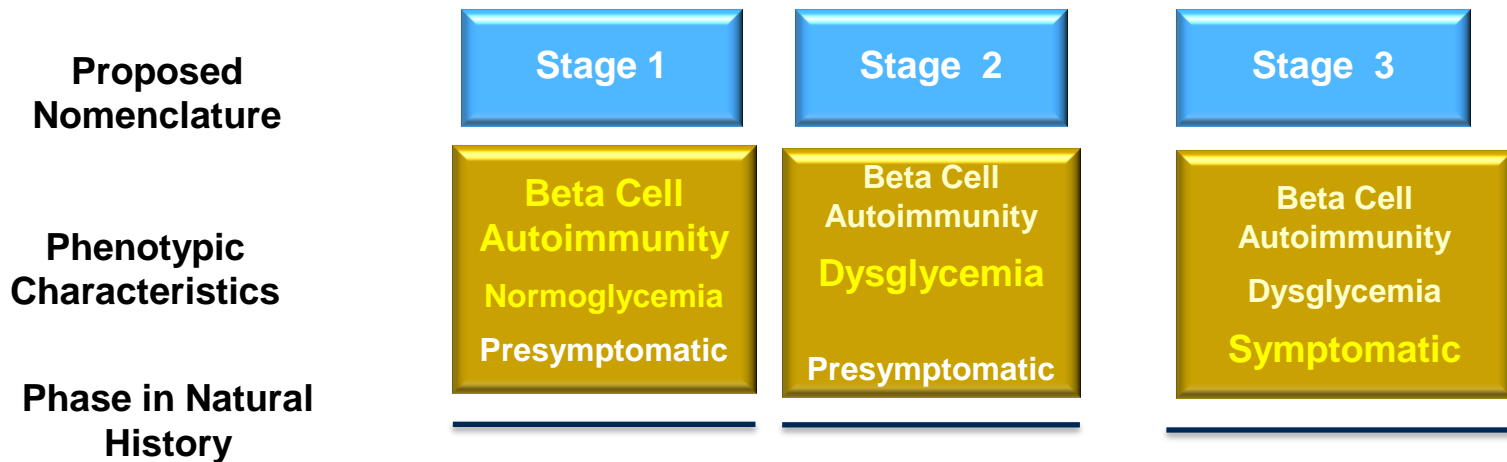 Proposed
Nomenclature
Stage 1
Stage 2
Stage 3
Phenotypic
Characteristics
Beta Cell
Autoimmunity
Normoglycemia
Presymptomatic
Beta Cell
Autoimmunity
Dysglycemia
Presymptomatic
Beta Cell
Autoimmunity
Dysglycemia
Symptomatic
Phase in Natural
History